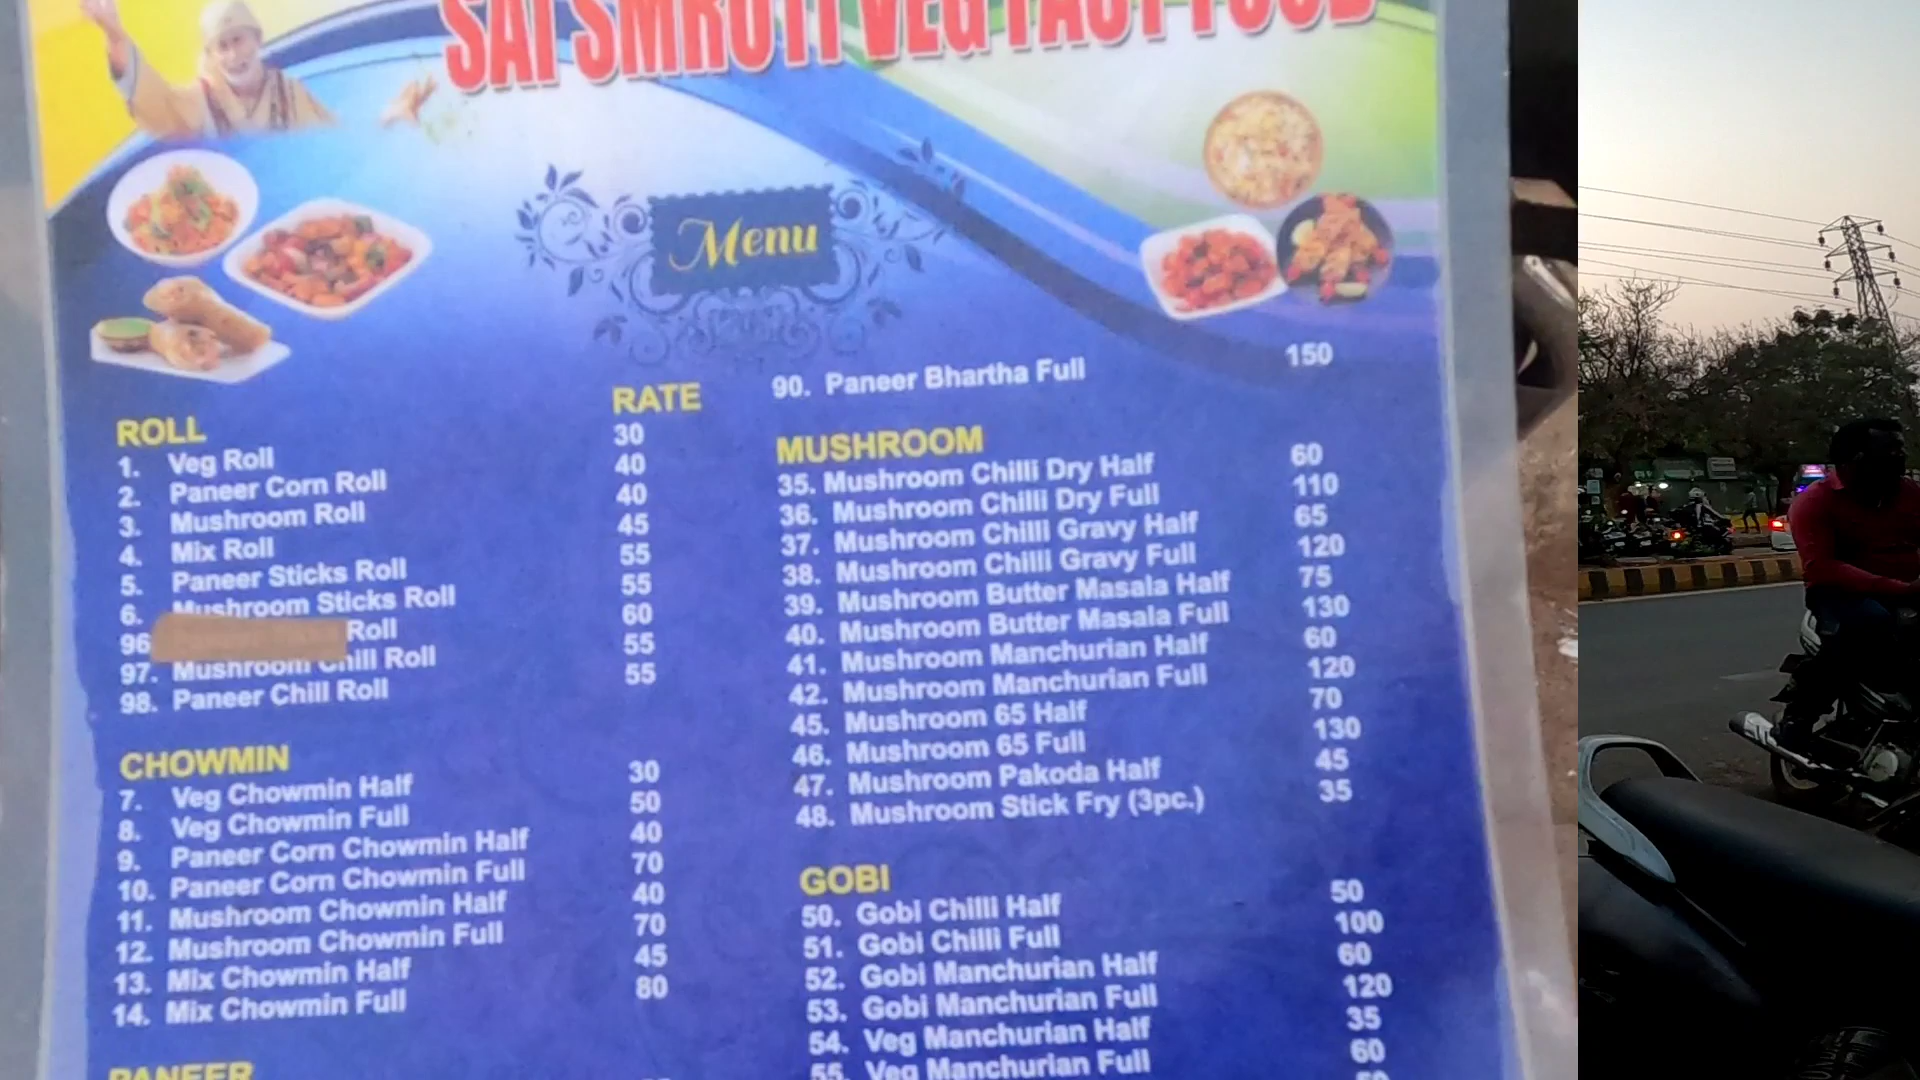 SAI SMRUTI VEG FAST FOOD
Menu
RATE
ROLL
1. Veg Roll 30
2. Paneer Corn Roll 40
3. Mushroom Roll 40
4. Mix Roll 45
5. Paneer Sticks Roll 55
6. Mushroom Sticks Roll 55
96 Roll 60
97. Mushroom Chill Roll 55
98. Paneer Chill Roll 55
CHOWMIN
7. Veg Chowmin Half 30
8. Veg Chowmin Full 50
9. Paneer Corn Chowmin Half 40
10. Paneer Corn Chowmin Full 70
11. Mushroom Chowmin Half 40
12. Mushroom Chowmin Full 70
13. Mix Chowmin Half 45
14. Mix Chowmin Full 80
PANEER
90. Paneer Bhartha Full 150
MUSHROOM
35. Mushroom Chilli Dry Half 60
36. Mushroom Chilli Dry Full 110
37. Mushroom Chilli Gravy Half 65
38. Mushroom Chilli Gravy Full 120
39. Mushroom Butter Masala Half 75
40. Mushroom Butter Masala Full 130
41. Mushroom Manchurian Half 60
42. Mushroom Manchurian Full 120
45. Mushroom 65 Half 70
46. Mushroom 65 Full 130
47. Mushroom Pakoda Half 45
48. Mushroom Stick Fry (3pc.) 35
GOBI
50. Gobi Chilli Half 50
51. Gobi Chilli Full 100
52. Gobi Manchurian Half 60
53. Gobi Manchurian Full 120
54. Veg Manchurian Half 35
55. Veg Manchurian Full 60